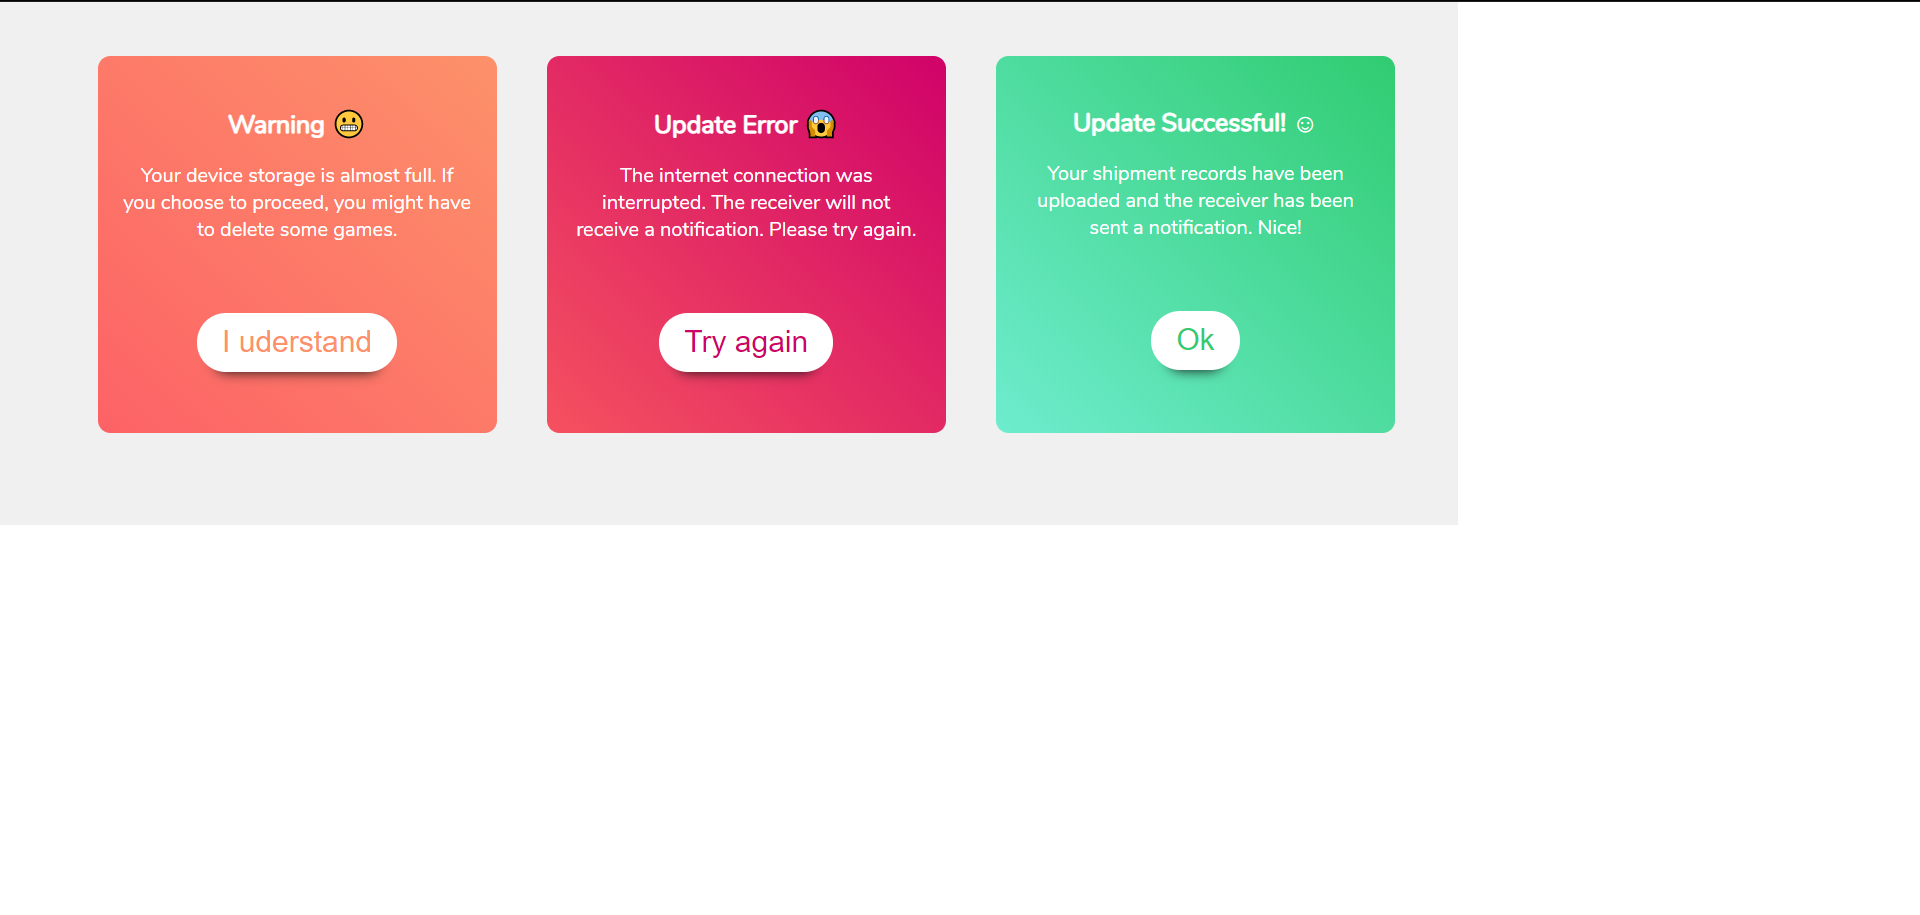 Warning 😬
Your device storage is almost full. If
you choose to proceed, you might have
to delete some games.
I uderstand
Update Error 😱
The internet connection was
interrupted. The receiver will not
receive a notification. Please try again.
Try again
Update Successful! ☺
Your shipment records have been
uploaded and the receiver has been
sent a notification. Nice!
Ok